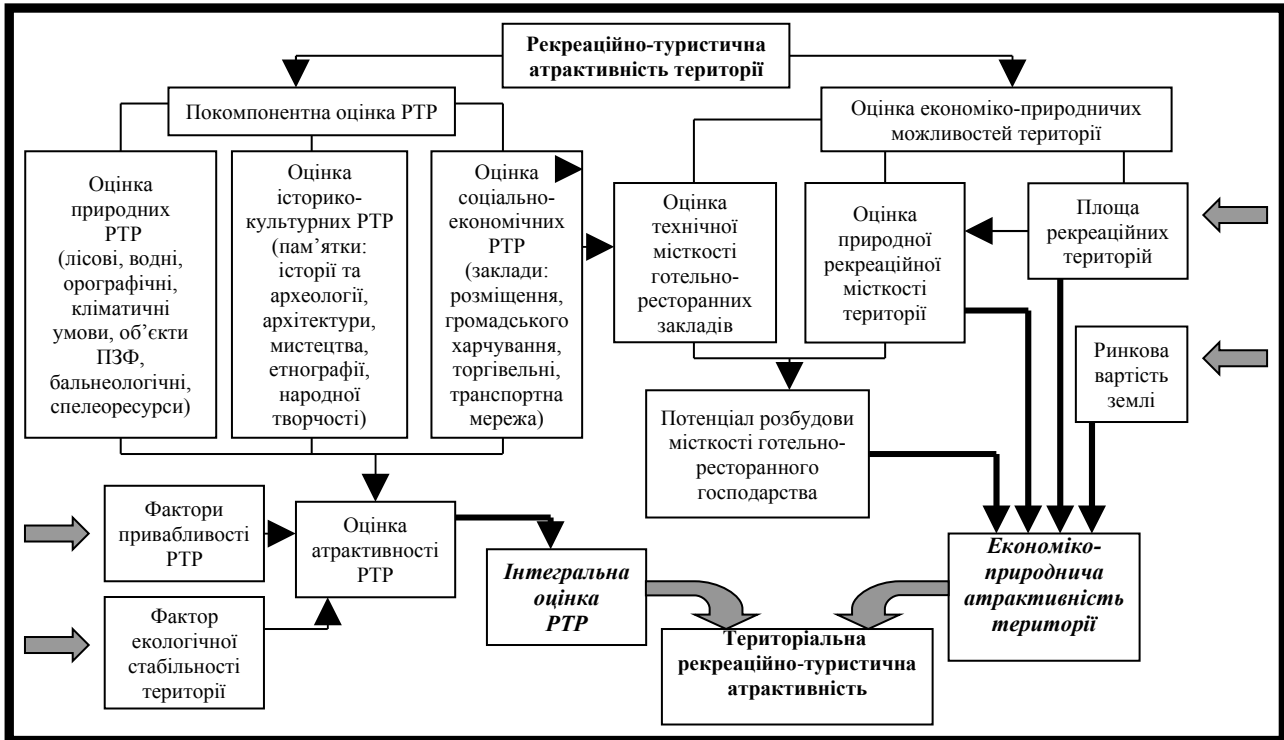 Рекреаційно-туристична
атрактивність території
Покомпонентна оцінка РТР
Оцінка економіко-природничих
можливостей території
Оцінка
природних
РТР
(лісові, водні,
орографічні,
кліматичні
умови, об’єкти
ПЗФ,
бальнеологічні,
спелеоресурси)
Оцінка
історико-
культурних РТР
(пам’ятки:
історії та
археології,
архітектури,
мистецтва,
етнографії,
народної
творчості)
Оцінка
соціально-
економічних
РТР
(заклади:
розміщення,
громадського
харчування,
торгівельні,
транспортна
мережа)
Оцінка
технічної
місткості
готельно-
ресторанних
закладів
Оцінка
природної
рекреаційної
місткості
території
Площа
рекреаційних
територій
Ринкова
вартість
землі
Потенціал розбудови
місткості готельно-
ресторанного
господарства
Фактори
привабливості
РТР
Оцінка
атрактивності
РТР
Інтегральна
оцінка
РТР
Економіко-
природнича
атрактивність
території
Фактор
екологічної
стабільності
території
Територіальна
рекреаційно-туристична
атрактивність